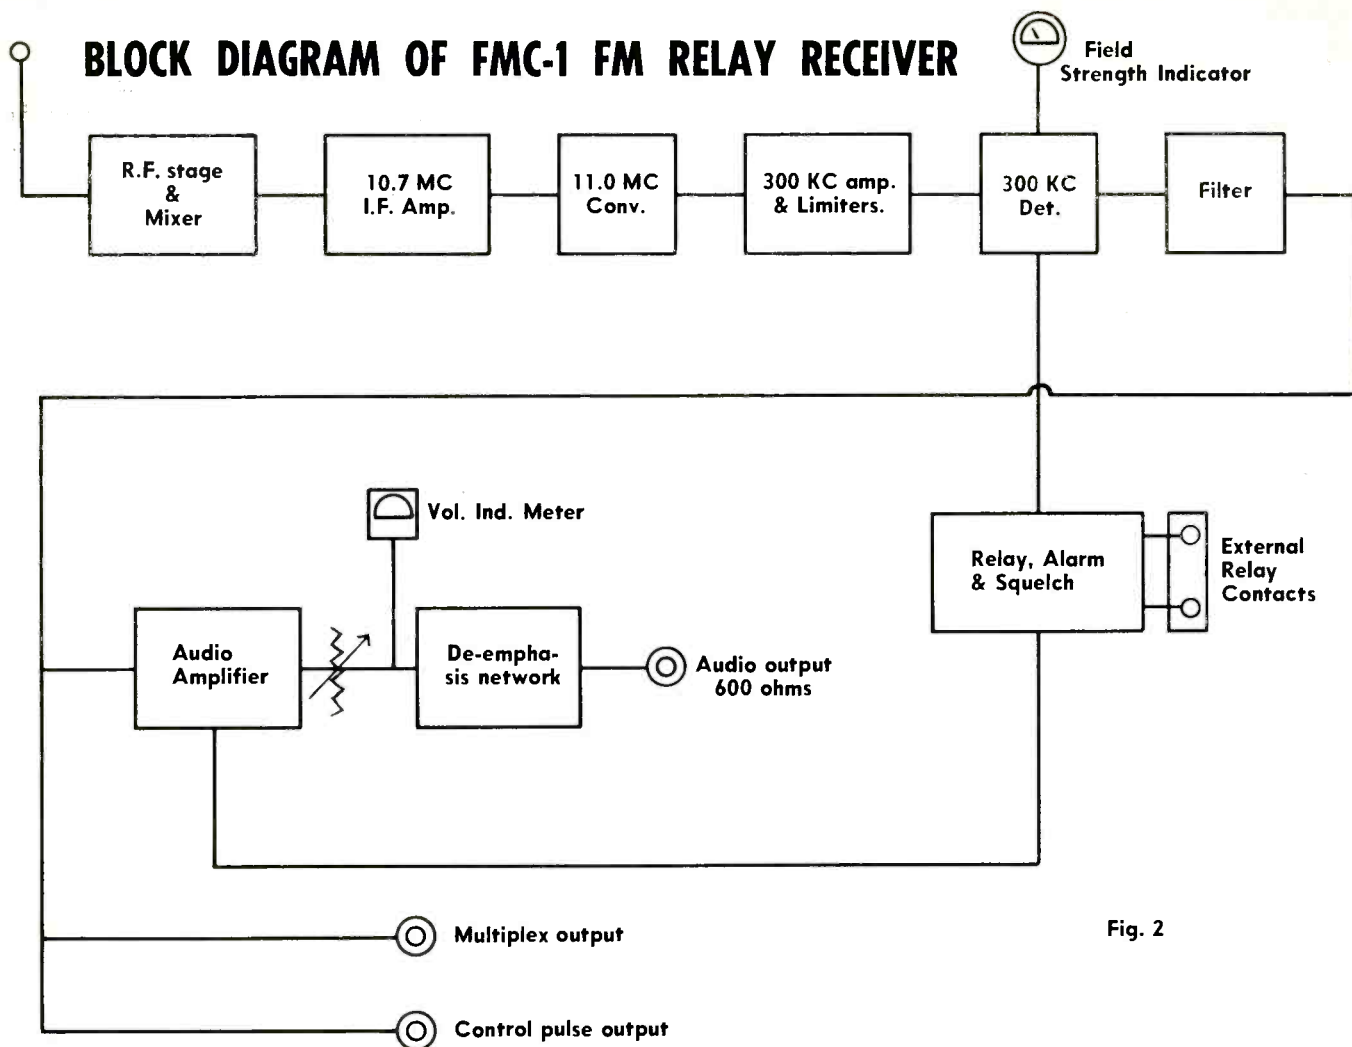 BLOCK DIAGRAM OF FMC-1 FM RELAY RECEIVER
Field
Strength Indicator
R.F. stage
&
Mixer
10.7 MC
I.F. Amp.
11.0 MC
Conv.
300 KC amp.
& Limiters.
300 KC
Det.
Filter
Vol. Ind. Meter
Relay, Alarm
& Squelch
External
Relay
Contacts
Audio
Amplifier
De-empha-
sis network
Audio output
600 ohms
Multiplex output
Fig. 2
Control pulse output